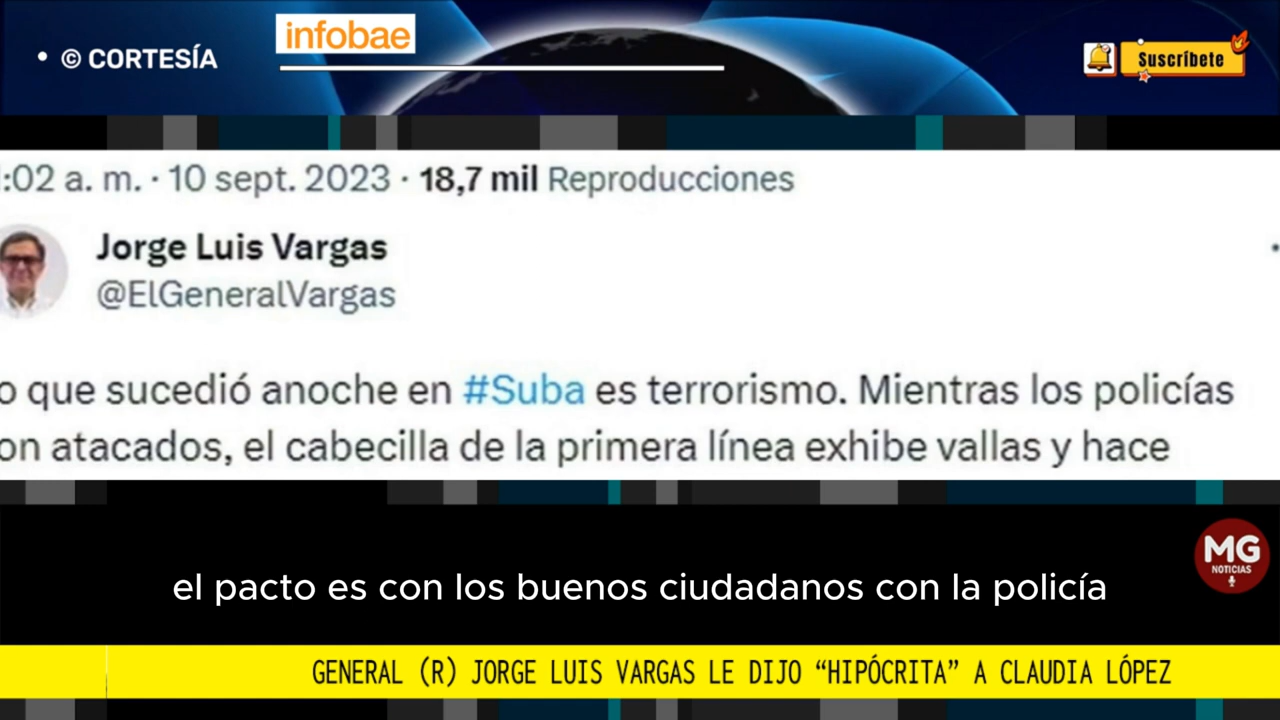 • © CORTESÍA
infobae
Suscríbete
:02 a. m. · 10 sept. 2023 · 18,7 mil Reproducciones
Jorge Luis Vargas
@ElGeneralVargas
o que sucedió anoche en #Suba es terrorismo. Mientras los policías
on atacados, el cabecilla de la primera línea exhibe vallas y hace
MG
NOTICIAS
el pacto es con los buenos ciudadanos con la policía
GENERAL (R) JORGE LUIS VARGAS LE DIJO “HIPÓCRITA” A CLAUDIA LÓPEZ